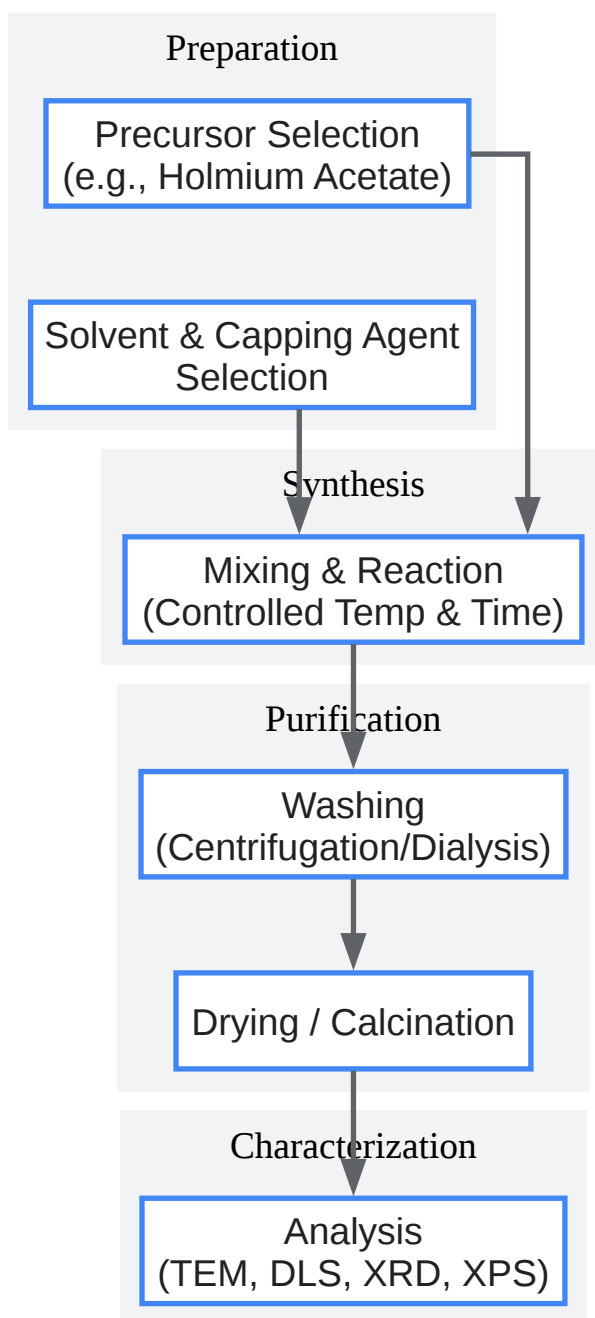 Preparation
Precursor Selection
(e.g., Holmium Acetate)
Solvent & Capping Agent
Selection
Synthesis
Mixing & Reaction
(Controlled Temp & Time)
Purification
Washing
(Centrifugation/Dialysis)
Drying / Calcination
Characterization
Analysis
(TEM, DLS, XRD, XPS)